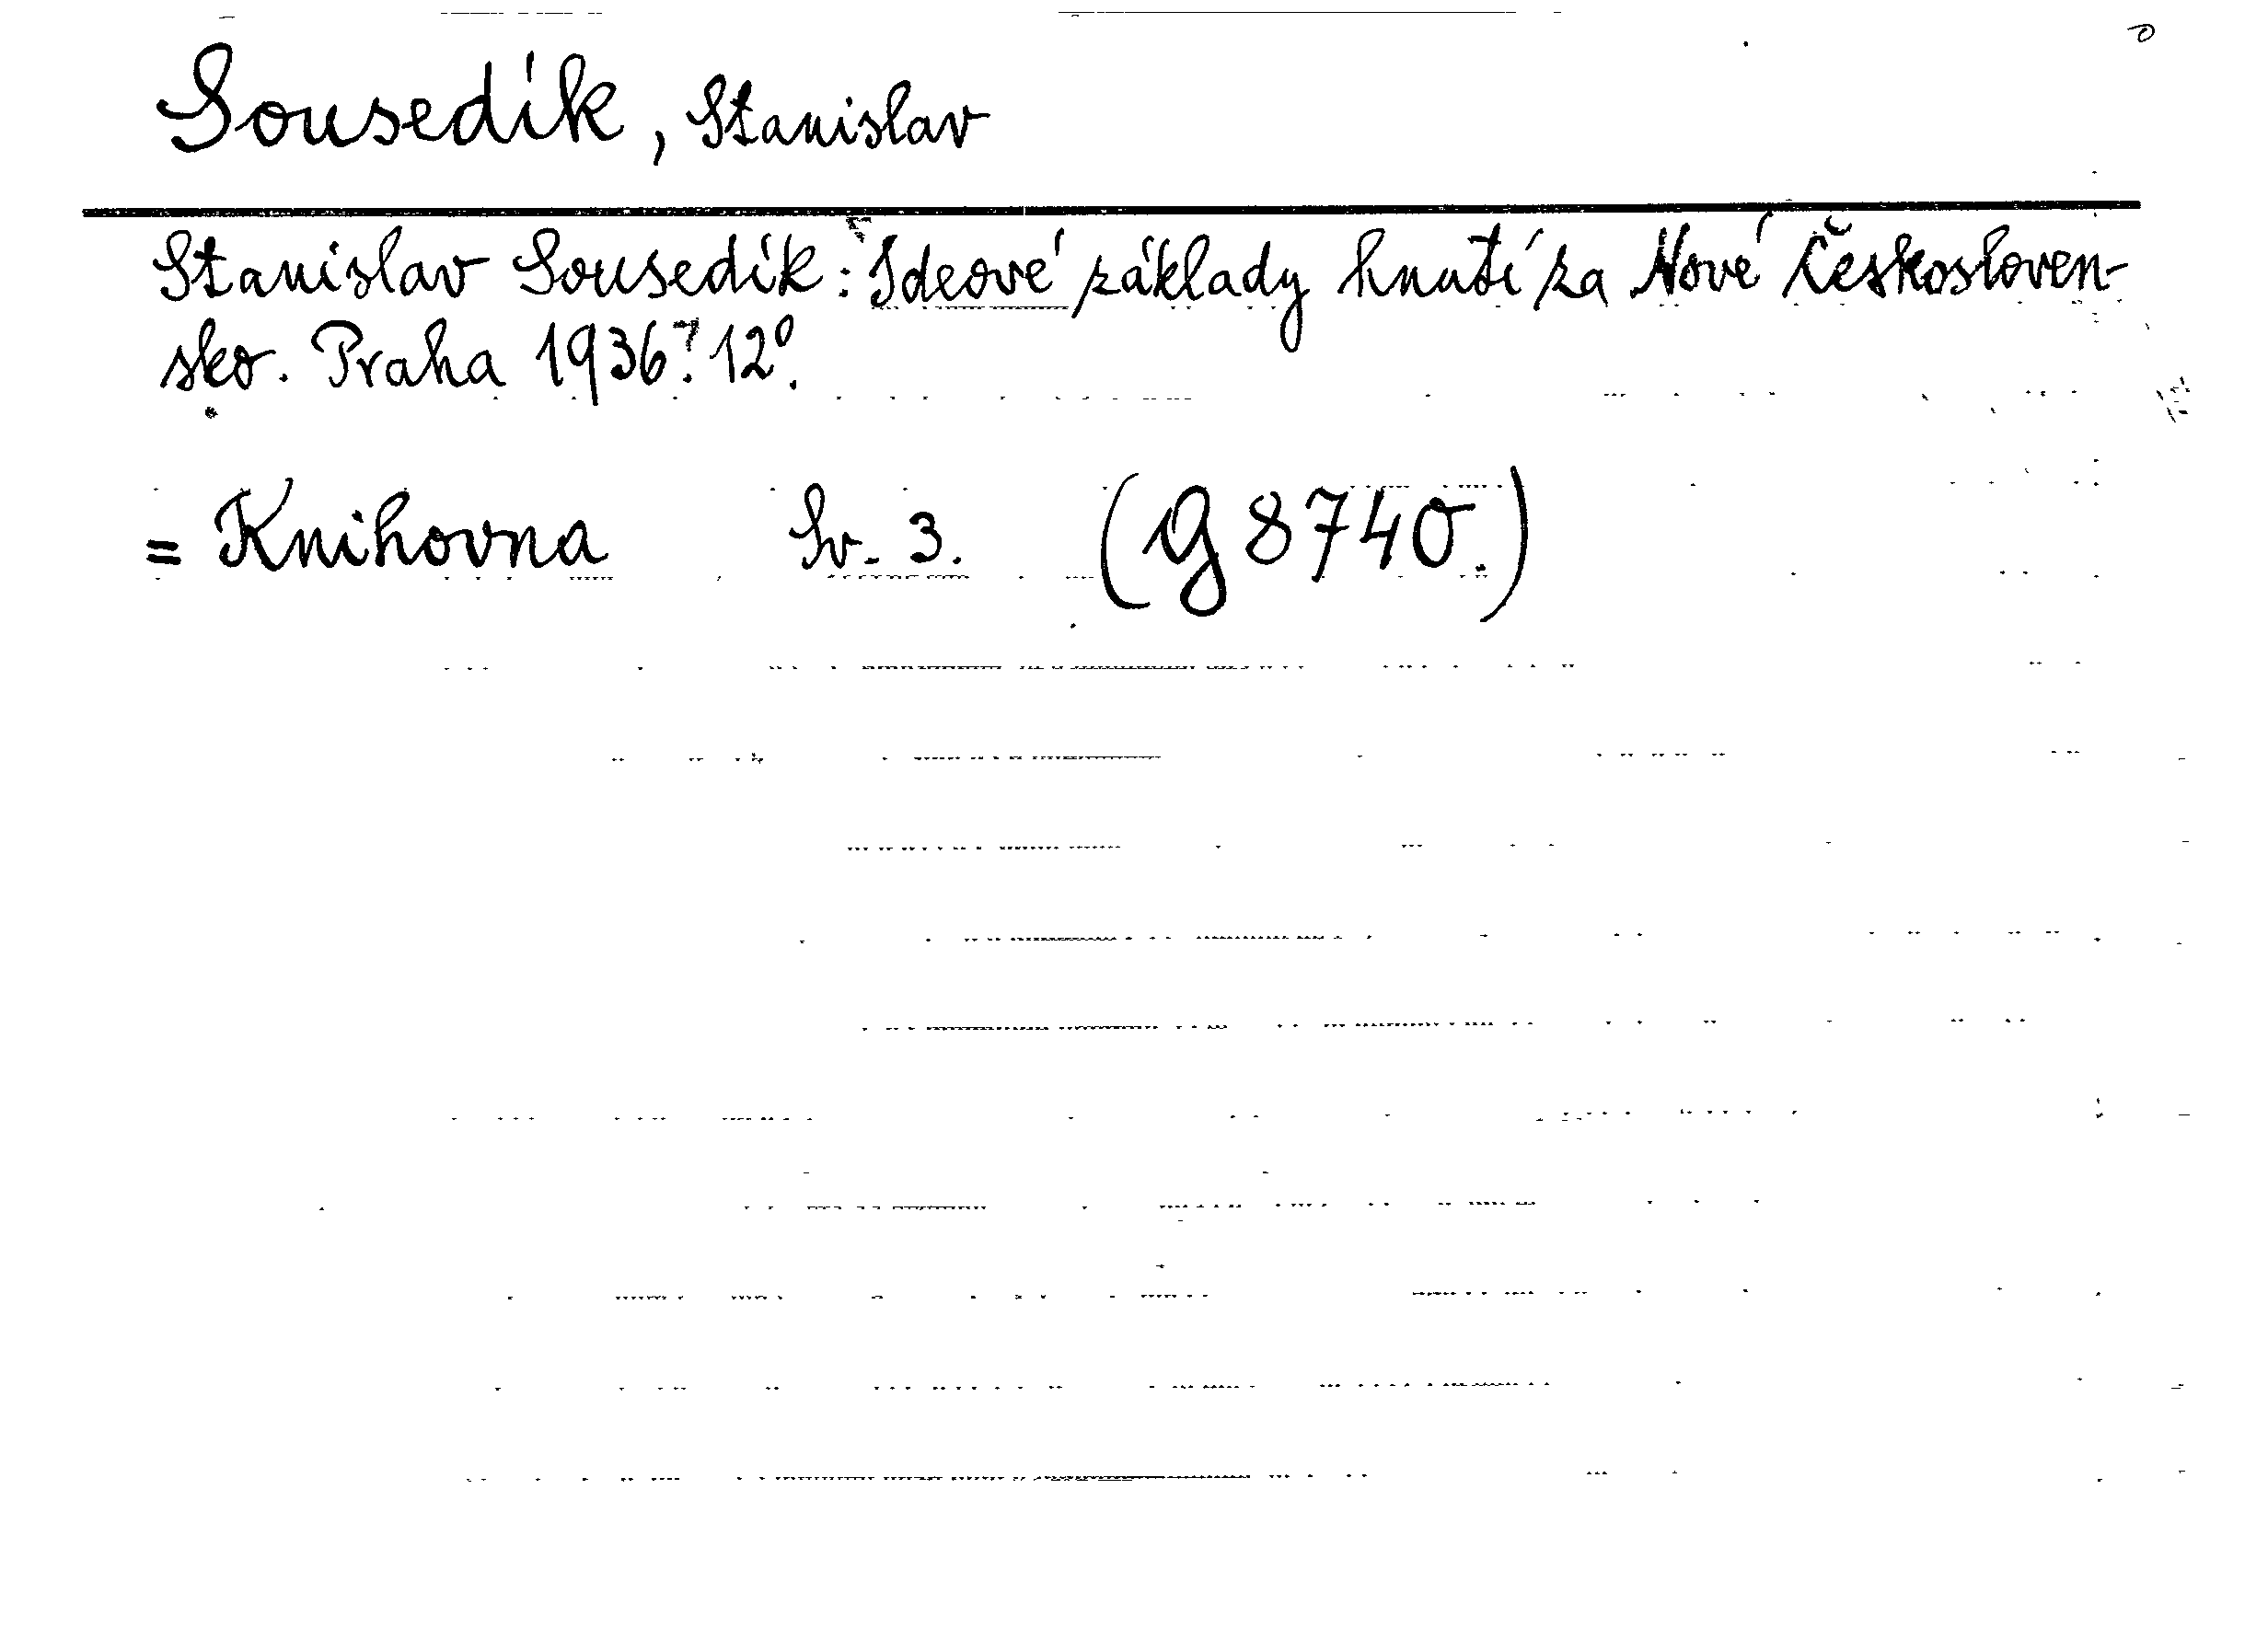 Sousedík, Stanislav
Stanislav Sousedík: Ideové základy hnutí za Nové Českosloven-
sko. Praha 1936?. 12°.
= Knihovna Sv. 3. (G 8740.)